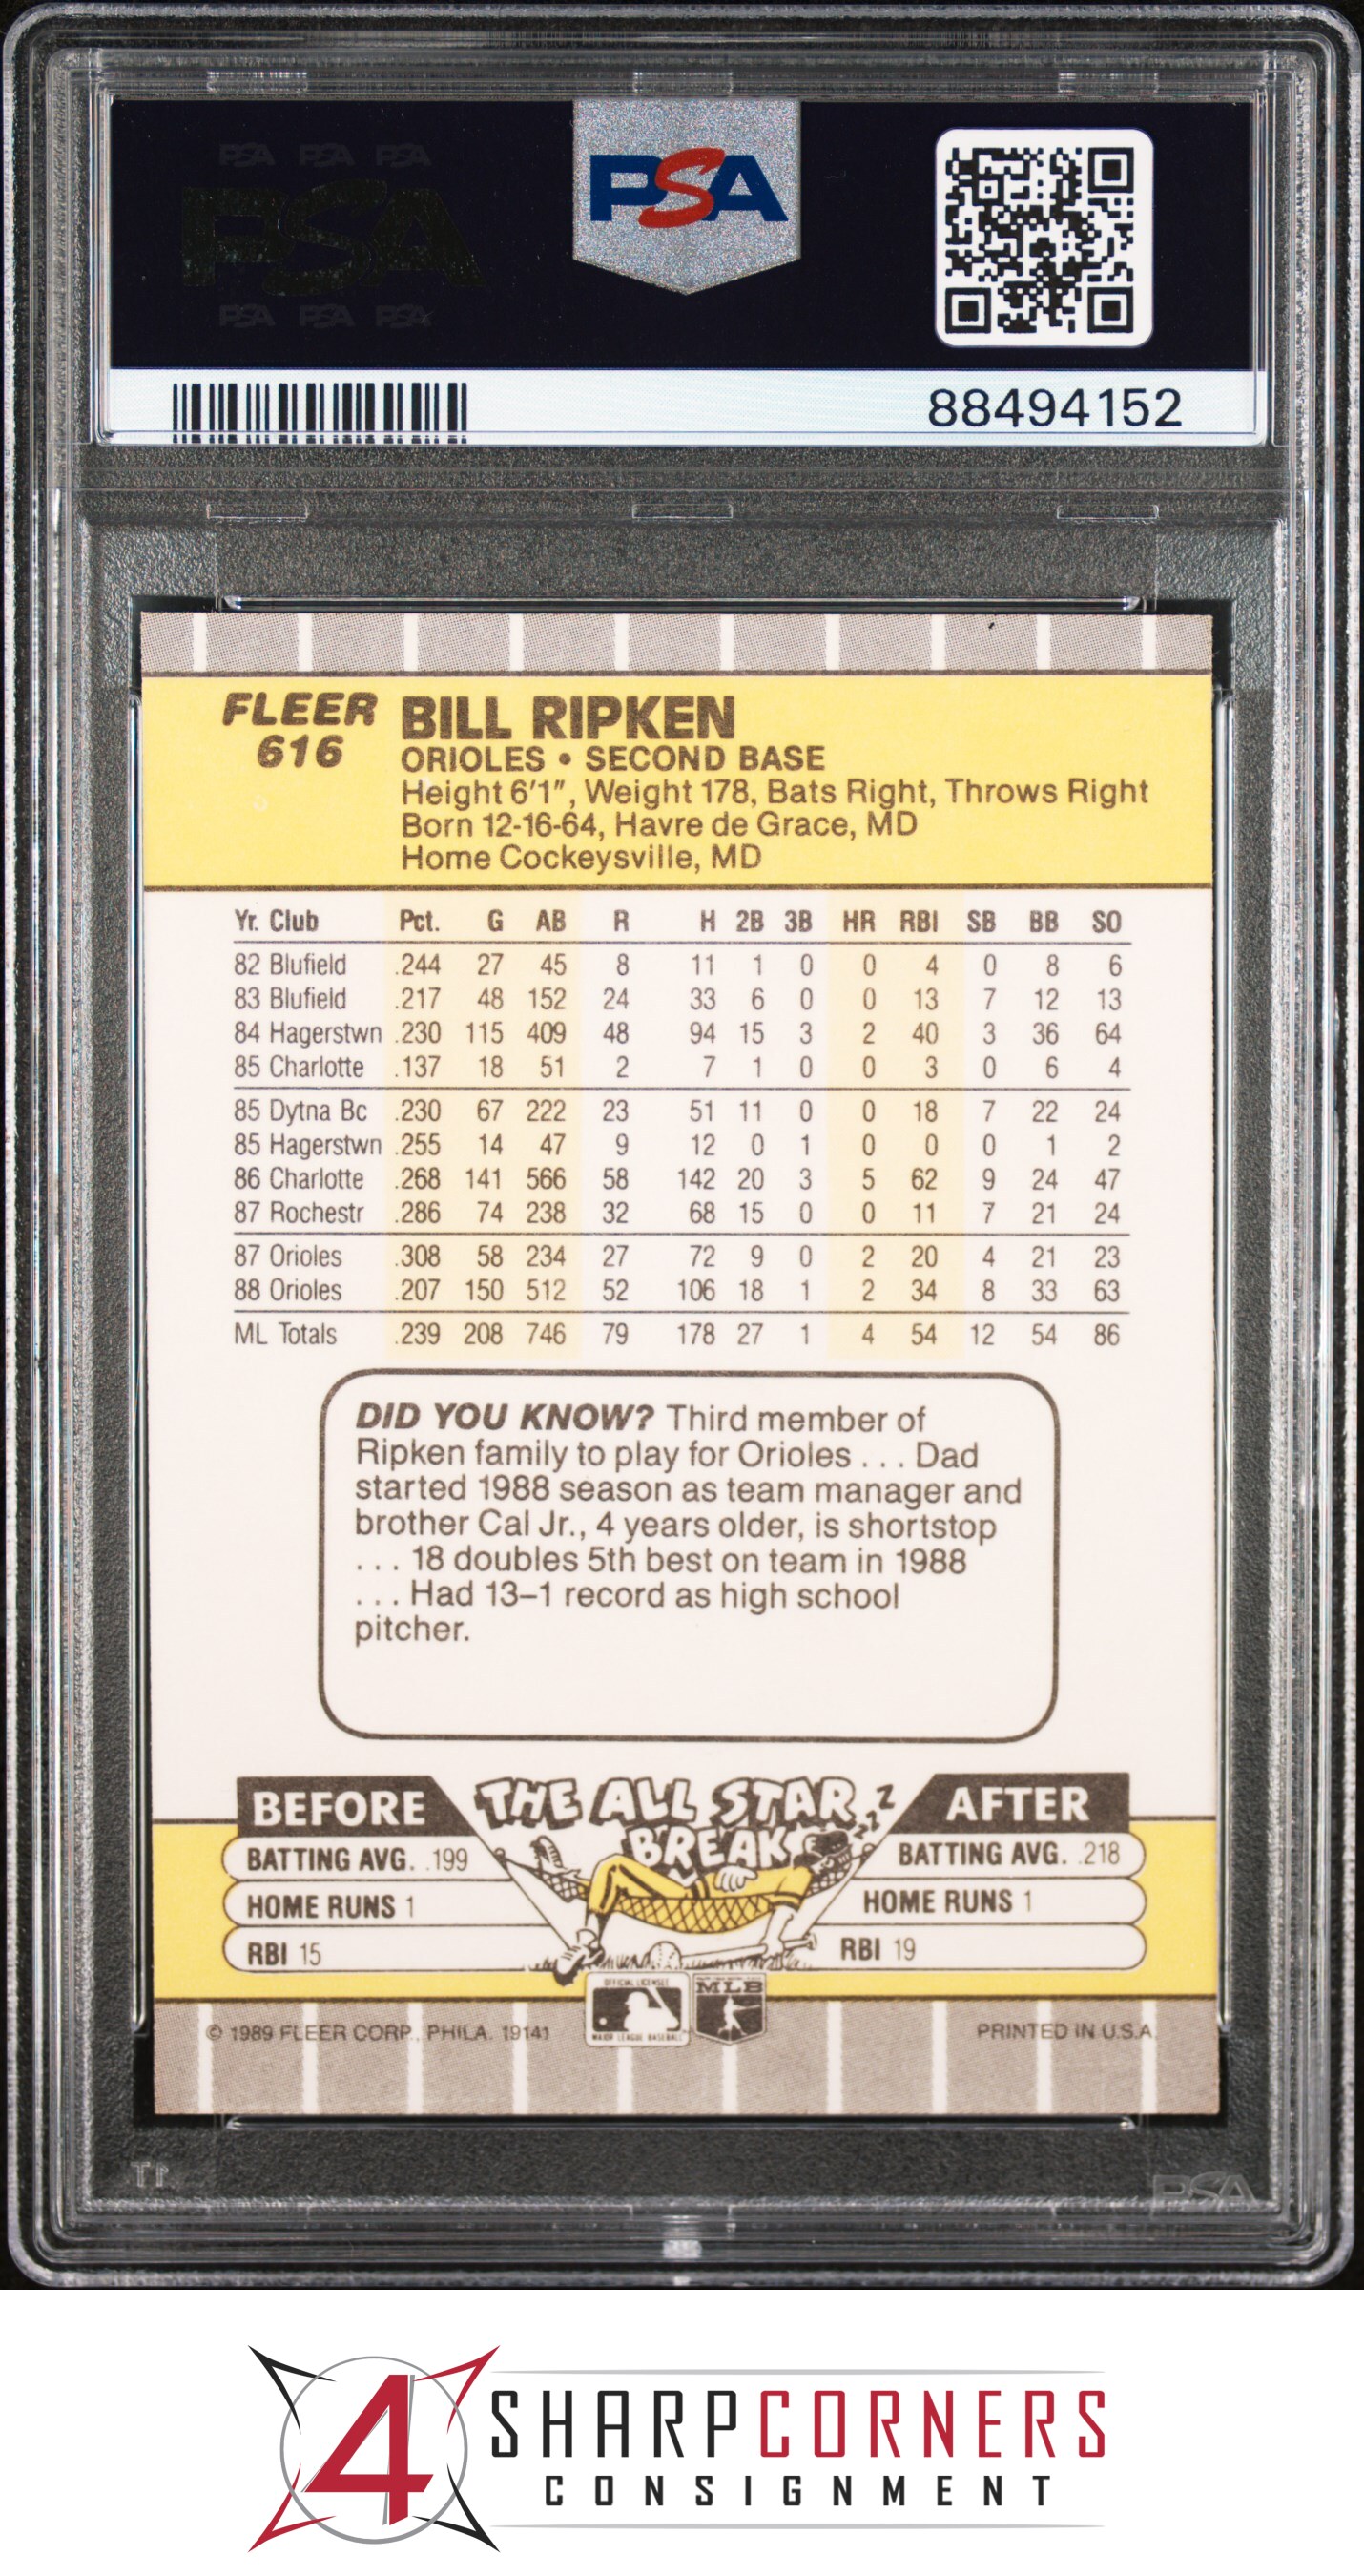 PSA PSA PSA
PSA
PSA PSA PSA
PSA
88494152
FLEER
616
BILL RIPKEN
ORIOLES • SECOND BASE
Height 6'1", Weight 178, Bats Right, Throws Right
Born 12-16-64, Havre de Grace, MD
Home Cockeysville, MD
Yr. Club Pct. G AB R H 2B 3B HR RBI SB BB SO
82 Blufield .244 27 45 8 11 1 0 0 4 0 8 6
83 Blufield .217 48 152 24 33 6 0 0 13 7 12 13
84 Hagerstwn .230 115 409 48 94 15 3 2 40 3 36 64
85 Charlotte .137 18 51 2 7 1 0 0 3 0 6 4
85 Dytna Bc .230 67 222 23 51 11 0 0 18 7 22 24
85 Hagerstwn .255 14 47 9 12 0 1 0 0 0 1 2
86 Charlotte .268 141 566 58 142 20 3 5 62 9 24 47
87 Rochestr .286 74 238 32 68 15 0 0 11 7 21 24
87 Orioles .308 58 234 27 72 9 0 2 20 4 21 23
88 Orioles .207 150 512 52 106 18 1 2 34 8 33 63
ML Totals .239 208 746 79 178 27 1 4 54 12 54 86
DID YOU KNOW? Third member of
Ripken family to play for Orioles . . . Dad
started 1988 season as team manager and
brother Cal Jr., 4 years older, is shortstop
. . . 18 doubles 5th best on team in 1988
. . . Had 13–1 record as high school
pitcher.
BEFORE
BATTING AVG. .199
HOME RUNS 1
RBI 15
THE ALL STAR
BREAK
Z Z Z Z
AFTER
BATTING AVG. .218
HOME RUNS 1
RBI 19
OFFICIAL LICENSEE
MAJOR LEAGUE BASEBALL
MLB
© 1989 FLEER CORP., PHILA. 19141
PRINTED IN U.S.A.
PSA
4
SHARPCORNERS
CONSIGNMENT